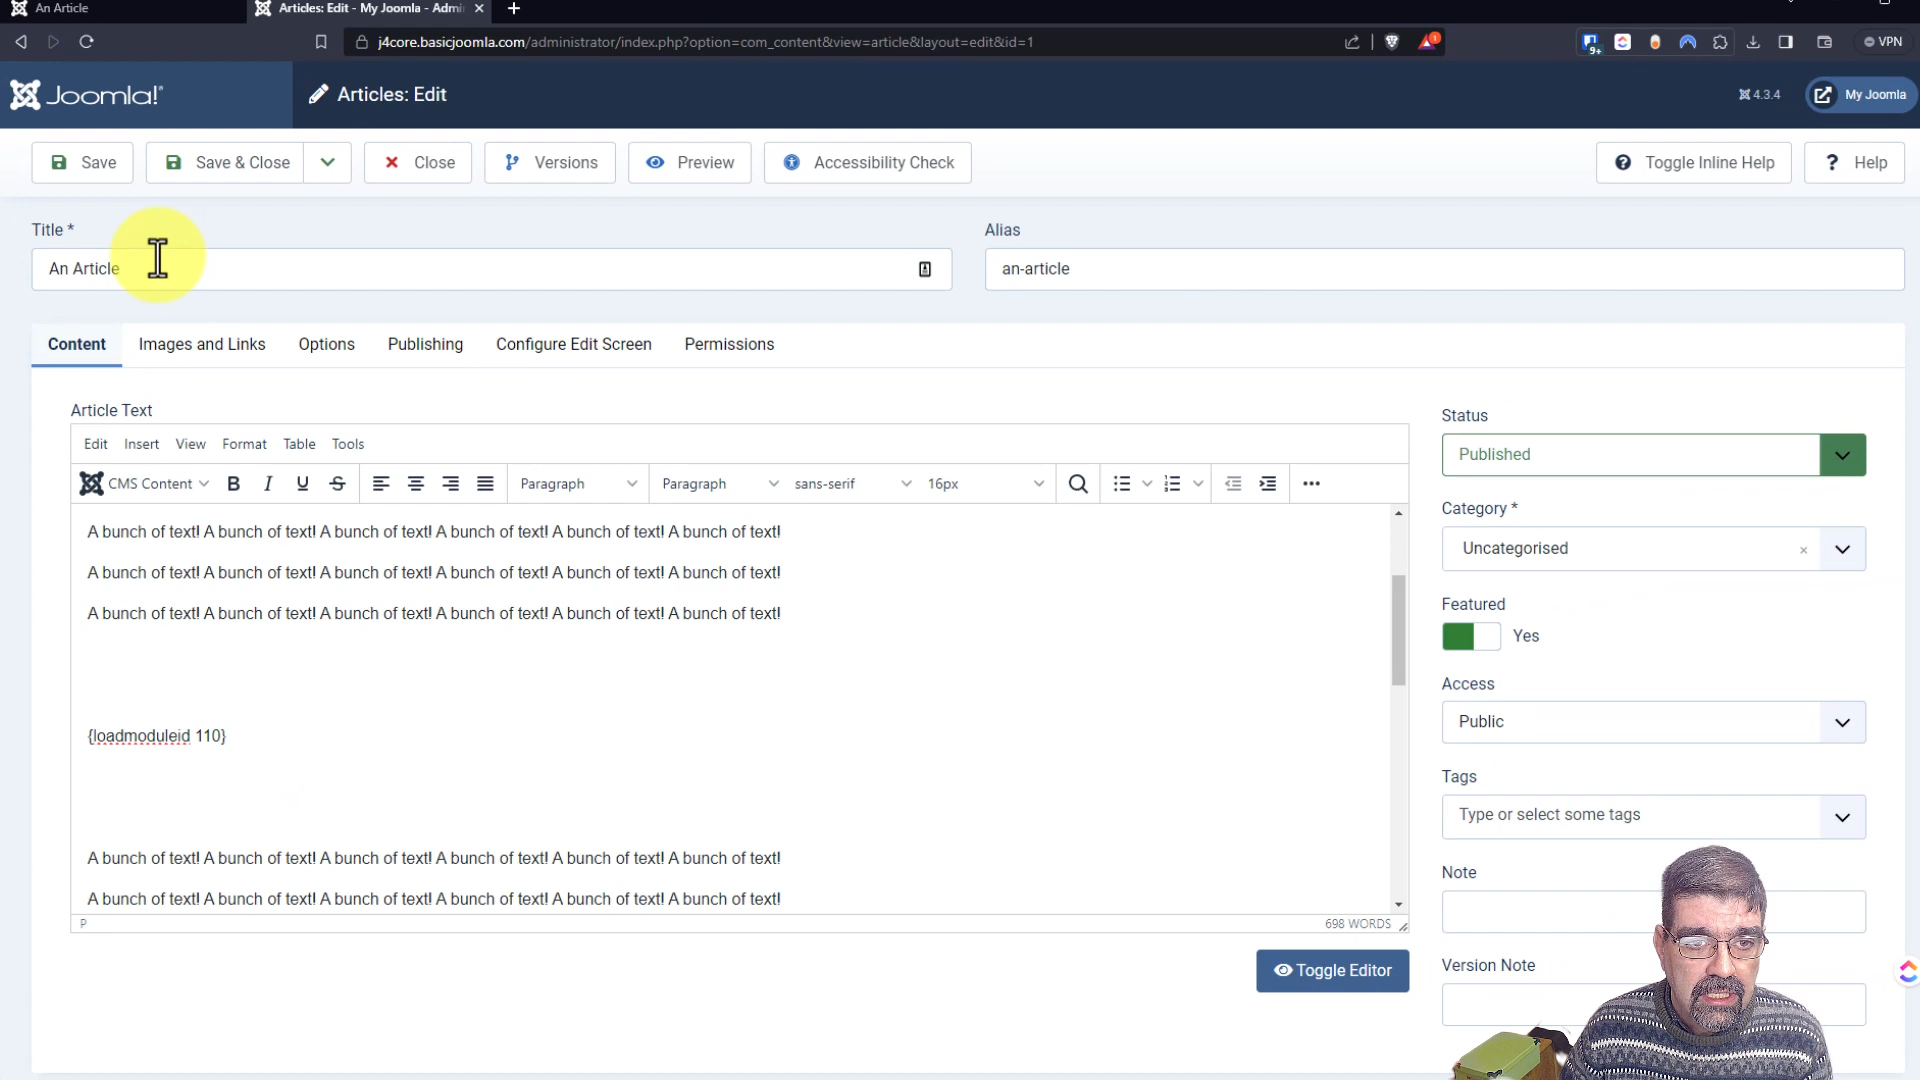 An Article
Articles: Edit - My Joomla - Admi
j4core.basicjoomla.com/administrator/index.php?option=com_content&view=article&layout=edit&id=1
1
9+
VPN
Joomla!
Articles: Edit
4.3.4
My Joomla
Save
Save & Close
Close
Versions
Preview
Accessibility Check
Toggle Inline Help
? Help
Title *
Alias
An Article
an-article
Content
Images and Links
Options
Publishing
Configure Edit Screen
Permissions
Article Text
Edit Insert View Format Table Tools
CMS Content B I U S Paragraph Paragraph sans-serif 16px
A bunch of text! A bunch of text! A bunch of text! A bunch of text! A bunch of text! A bunch of text!
A bunch of text! A bunch of text! A bunch of text! A bunch of text! A bunch of text! A bunch of text!
A bunch of text! A bunch of text! A bunch of text! A bunch of text! A bunch of text! A bunch of text!
{loadmoduleid 110}
A bunch of text! A bunch of text! A bunch of text! A bunch of text! A bunch of text! A bunch of text!
A bunch of text! A bunch of text! A bunch of text! A bunch of text! A bunch of text! A bunch of text!
P
698 WORDS
Toggle Editor
Status
Published
Category *
Uncategorised
Featured
Yes
Access
Public
Tags
Type or select some tags
Note
Version Note